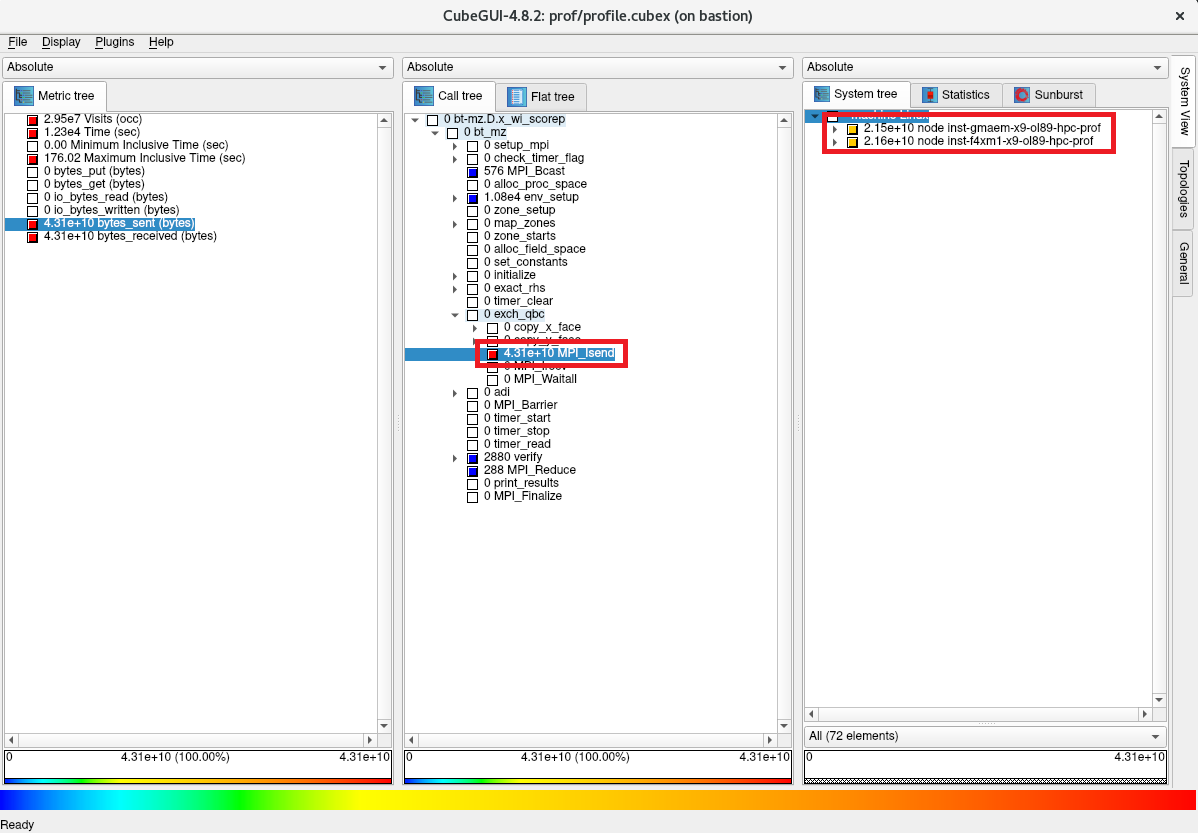 CubeGUI-4.8.2: prof/profile.cubex (on bastion)
File Display Plugins Help
Absolute
Metric tree
2.95e7 Visits (occ)
1.23e4 Time (sec)
0.00 Minimum Inclusive Time (sec)
176.02 Maximum Inclusive Time (sec)
0 bytes_put (bytes)
0 bytes_get (bytes)
0 io_bytes_read (bytes)
0 io_bytes_written (bytes)
4.31e+10 bytes_sent (bytes)
4.31e+10 bytes_received (bytes)
0 4.31e+10 (100.00%) 4.31e+10
Absolute
Call tree Flat tree
0 bt-mz.D.x_wi_scorep
0 bt_mz
0 setup_mpi
0 check_timer_flag
576 MPI_Bcast
0 alloc_proc_space
1.08e4 env_setup
0 zone_setup
0 map_zones
0 zone_starts
0 alloc_field_space
0 set_constants
0 initialize
0 exact_rhs
0 timer_clear
0 exch_qbc
0 copy_x_face
0 copy_y_face
4.31e+10 MPI_Isend
0 MPI_Irecv
0 MPI_Waitall
0 adi
0 MPI_Barrier
0 timer_start
0 timer_stop
0 timer_read
2880 verify
288 MPI_Reduce
0 print_results
0 MPI_Finalize
0 4.31e+10 (100.00%) 4.31e+10
Absolute
System tree Statistics Sunburst
machine Linux
2.15e+10 node inst-gmaem-x9-ol89-hpc-prof
2.16e+10 node inst-f4xm1-x9-ol89-hpc-prof
All (72 elements)
0 4.31e+10
System View
Topologies
General
Ready